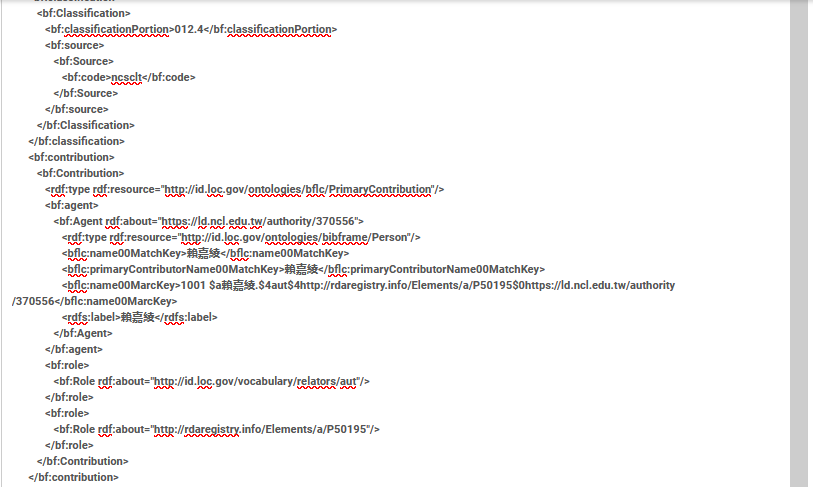 <bf:Classification>
<bf:classificationPortion>012.4</bf:classificationPortion>
<bf:source>
<bf:Source>
<bf:code>ncsclt</bf:code>
</bf:Source>
</bf:source>
</bf:Classification>
</bf:classification>
<bf:contribution>
<bf:Contribution>
<rdf:type rdf:resource="http://id.loc.gov/ontologies/bflc/PrimaryContribution"/>
<bf:agent>
<bf:Agent rdf:about="https://ld.ncl.edu.tw/authority/370556">
<rdf:type rdf:resource="http://id.loc.gov/ontologies/bibframe/Person"/>
<bflc:name00MatchKey>賴嘉綾</bflc:name00MatchKey>
<bflc:primaryContributorName00MatchKey>賴嘉綾</bflc:primaryContributorName00MatchKey>
<bflc:name00MarcKey>1001 $a賴嘉綾.$4aut$4http://rdaregistry.info/Elements/a/P50195$0https://ld.ncl.edu.tw/authority
/370556</bflc:name00MarcKey>
<rdfs:label>賴嘉綾</rdfs:label>
</bf:Agent>
</bf:agent>
<bf:role>
<bf:Role rdf:about="http://id.loc.gov/vocabulary/relators/aut"/>
</bf:role>
<bf:role>
<bf:Role rdf:about="http://rdaregistry.info/Elements/a/P50195"/>
</bf:role>
</bf:Contribution>
</bf:contribution>